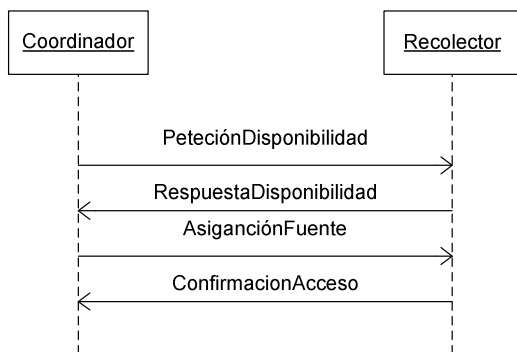 Coordinador
Recolector
PeteciónDisponibilidad
RespuestaDisponibilidad
AsiganciónFuente
ConfirmacionAcceso